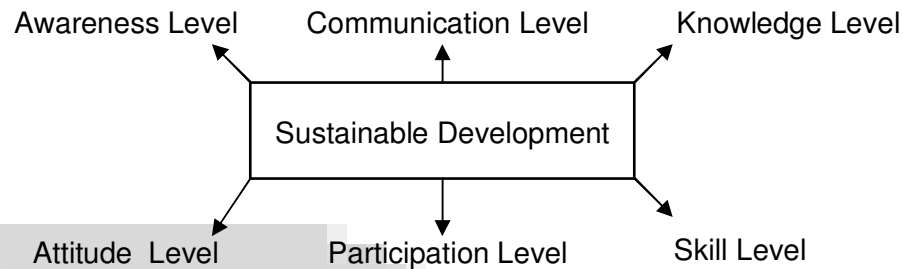 Awareness Level Communication Level Knowledge Level
Sustainable Development
Attitude Level Participation Level Skill Level